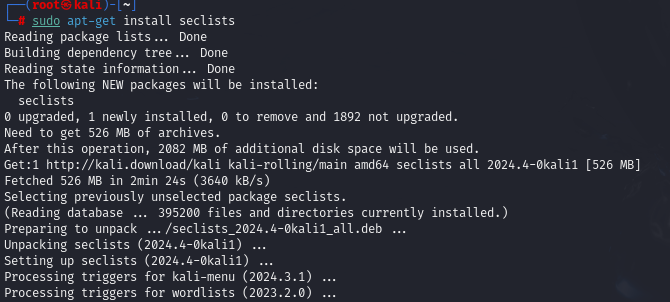 ┌──(root㉿kali)-[~]
└─# sudo apt-get install seclists
Reading package lists... Done
Building dependency tree... Done
Reading state information... Done
The following NEW packages will be installed:
  seclists
0 upgraded, 1 newly installed, 0 to remove and 1892 not upgraded.
Need to get 526 MB of archives.
After this operation, 2082 MB of additional disk space will be used.
Get:1 http://kali.download/kali kali-rolling/main amd64 seclists all 2024.4-0kali1 [526 MB]
Fetched 526 MB in 2min 24s (3640 kB/s)
Selecting previously unselected package seclists.
(Reading database ... 395200 files and directories currently installed.)
Preparing to unpack .../seclists_2024.4-0kali1_all.deb ...
Unpacking seclists (2024.4-0kali1) ...
Setting up seclists (2024.4-0kali1) ...
Processing triggers for kali-menu (2024.3.1) ...
Processing triggers for wordlists (2023.2.0) ...